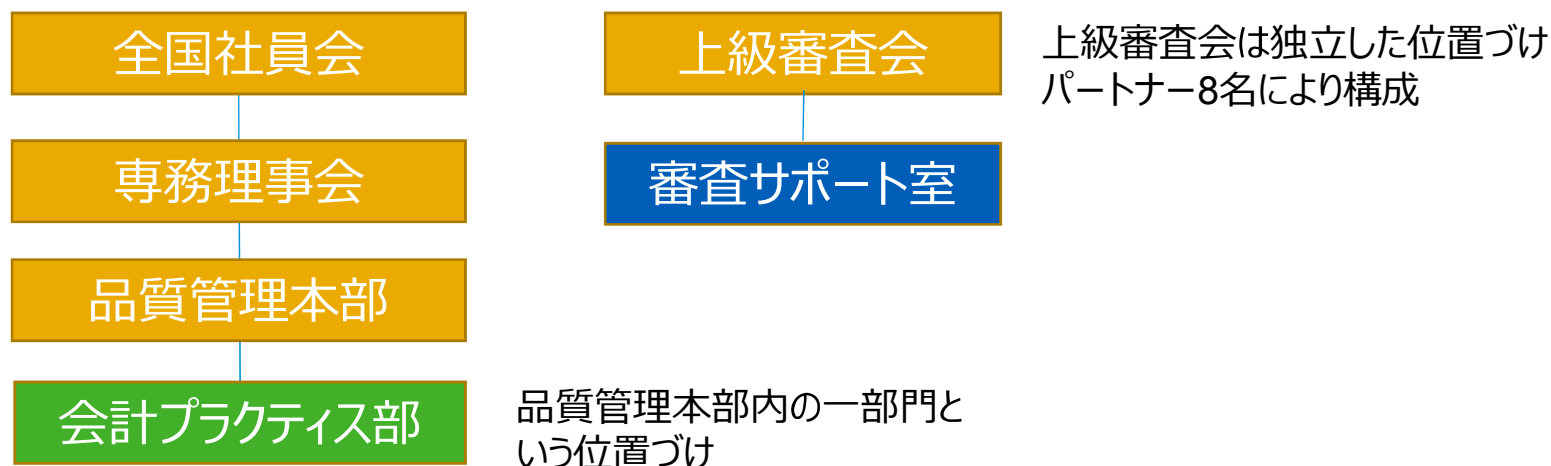 全国社員会
上級審査会
上級審査会は独立した位置づけ
パートナー8名により構成
専務理事会
審査サポート室
品質管理本部
会計プラクティス部
品質管理本部内の一部門と
いう位置づけ